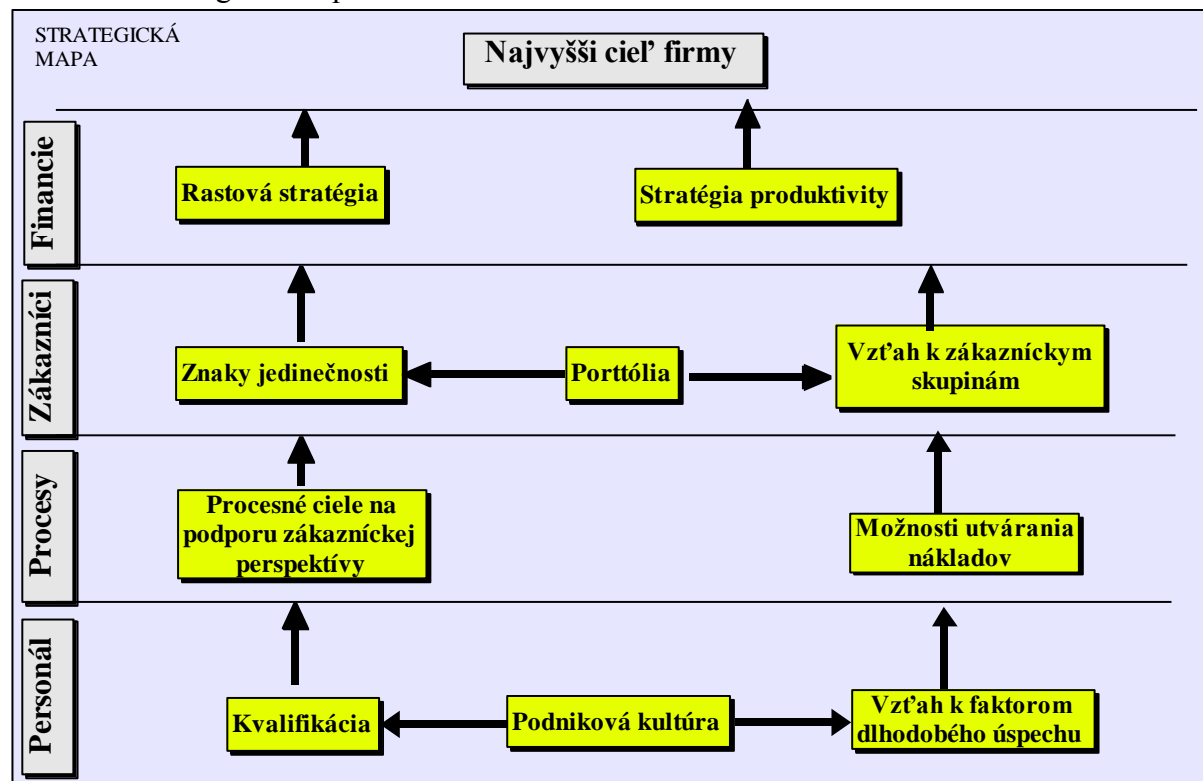 STRATEGICKÁ
MAPA
Najvyšši cieľ firmy
Financie
Rastová stratégia
Stratégia produktivity
Zákazníci
Znaky jedinečnosti
Porttólia
Vzťah k zákazníckym
skupinám
Procesy
Procesné ciele na
podporu zákazníckej
perspektívy
Možnosti utvárania
nákladov
Personál
Kvalifikácia
Podniková kultúra
Vzťah k faktorom
dlhodobého úspechu